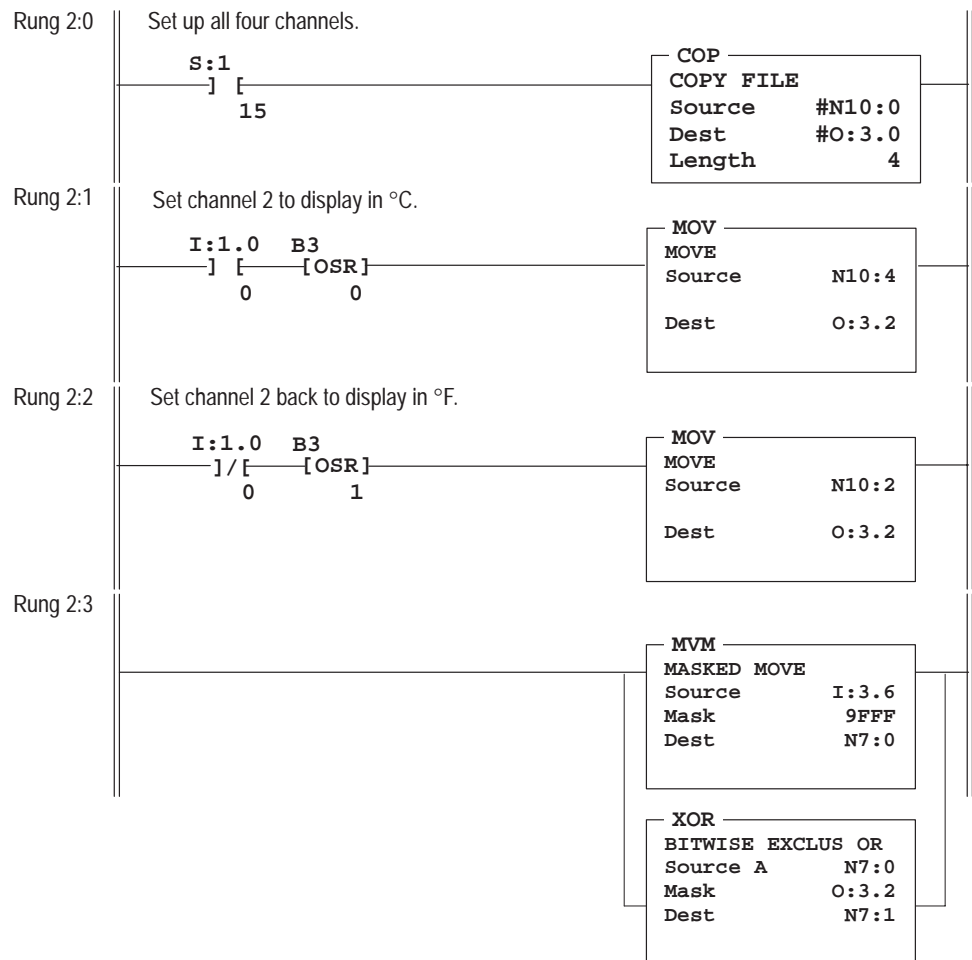 Rung 2:0 Set up all four channels.
S:1
] [
15
COP
COPY FILE
Source #N10:0
Dest #O:3.0
Length 4
Rung 2:1 Set channel 2 to display in °C.
I:1.0 B3
] [ [OSR]
0 0
MOV
MOVE
Source N10:4
Dest O:3.2
Rung 2:2 Set channel 2 back to display in °F.
I:1.0 B3
]/[ [OSR]
0 1
MOV
MOVE
Source N10:2
Dest O:3.2
Rung 2:3
MVM
MASKED MOVE
Source I:3.6
Mask 9FFF
Dest N7:0
XOR
BITWISE EXCLUS OR
Source A N7:0
Mask O:3.2
Dest N7:1